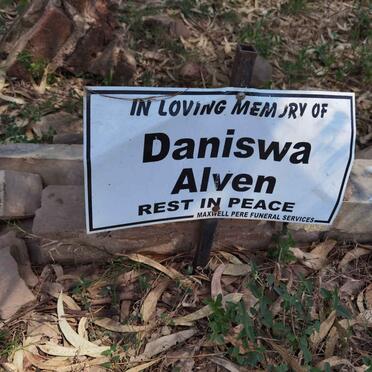 IN LOVING MEMORY OF
Daniswa
Alven
REST IN PEACE
MAXWELL PERE FUNERAL SERVICES